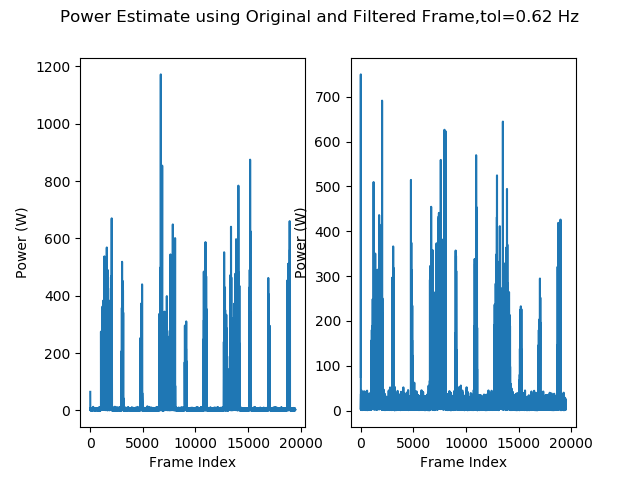 Power Estimate using Original and Filtered Frame,tol=0.62 Hz
1200
1000
800
600
400
200
0
Power (W)
0 5000 10000 15000 20000
Frame Index
700
600
500
400
300
200
100
0
Power (W)
0 5000 10000 15000 20000
Frame Index